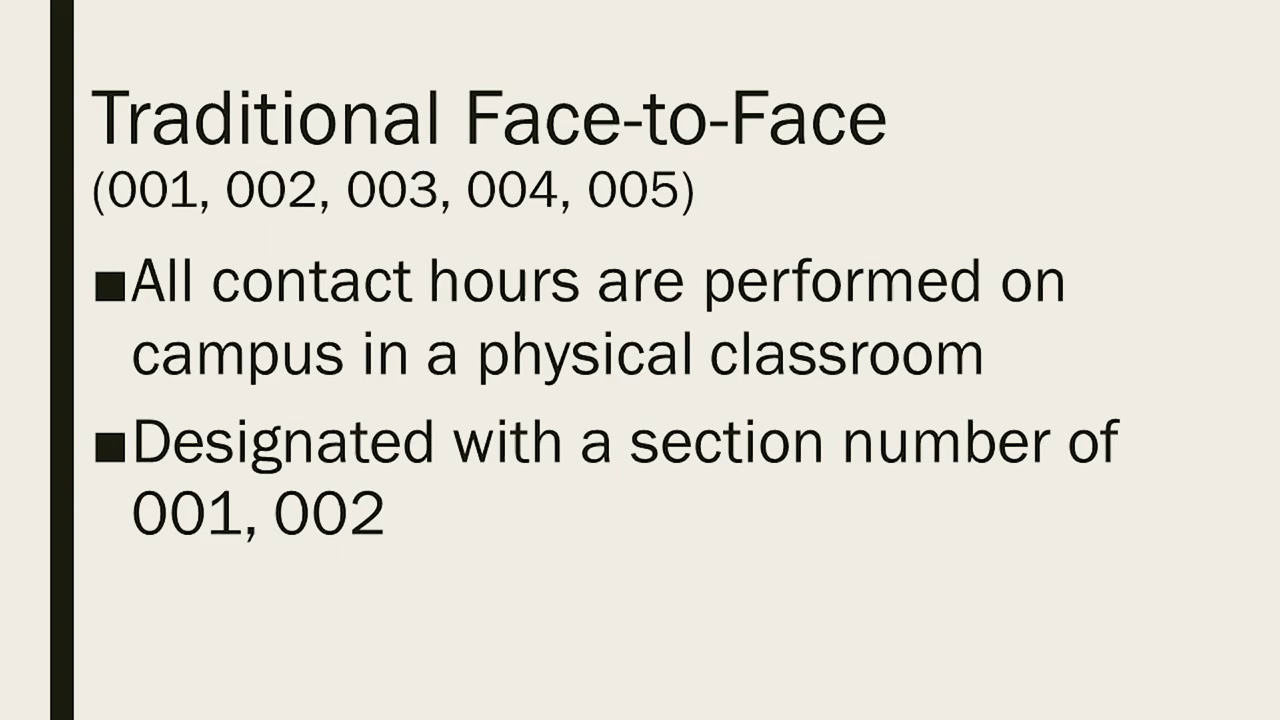 Traditional Face-to-Face
(001, 002, 003, 004, 005)
■All contact hours are performed on
campus in a physical classroom
■Designated with a section number of
001, 002